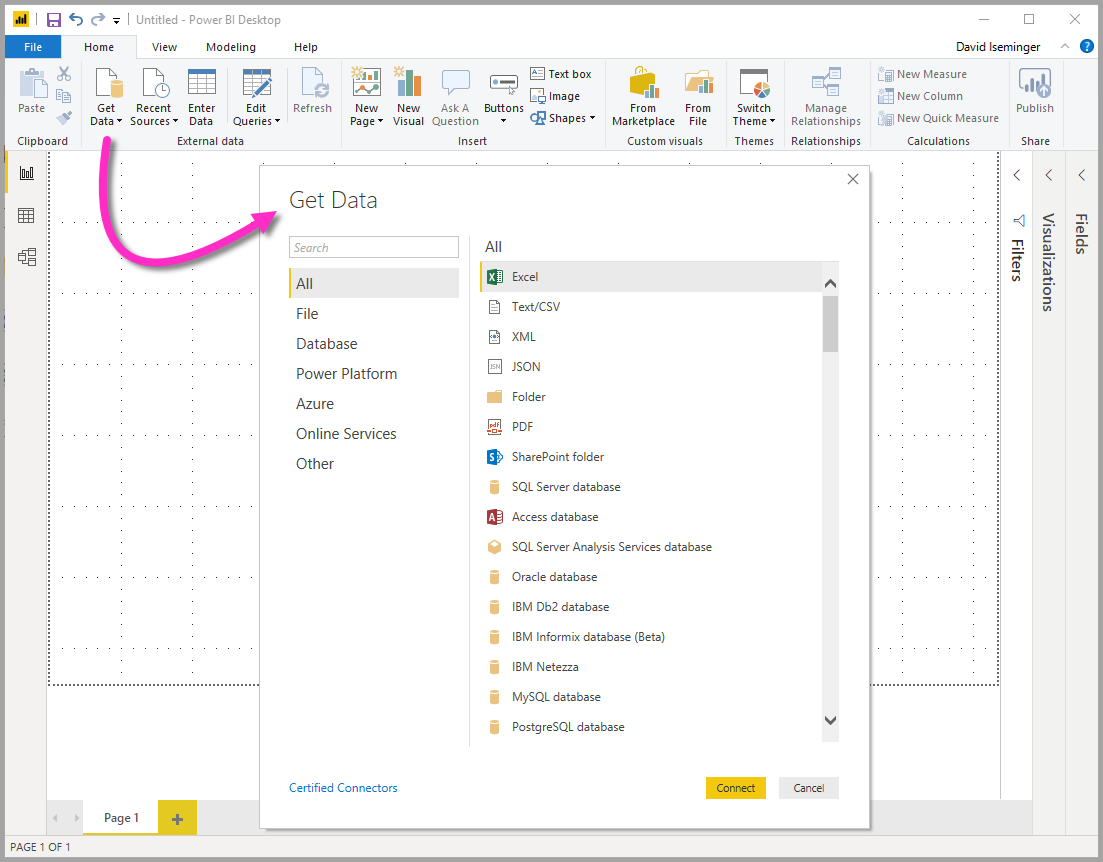 Untitled - Power BI Desktop
File Home View Modeling Help David Iseminger ?
Paste
Clipboard
Get Data
Recent Sources
Enter Data
Edit Queries
Refresh
External data
New Page
New Visual
Ask A Question
Buttons
Text box
Image
Shapes
Insert
From Marketplace
From File
Custom visuals
Switch Theme
Themes
Manage Relationships
Relationships
New Measure
New Column
New Quick Measure
Calculations
Publish
Share
Get Data
Search
All
File
Database
Power Platform
Azure
Online Services
Other
All
Excel
Text/CSV
XML
JSON
Folder
PDF
SharePoint folder
SQL Server database
Access database
SQL Server Analysis Services database
Oracle database
IBM Db2 database
IBM Informix database (Beta)
IBM Netezza
MySQL database
PostgreSQL database
Certified Connectors
Connect
Cancel
Filters
Visualizations
Fields
Page 1
PAGE 1 OF 1